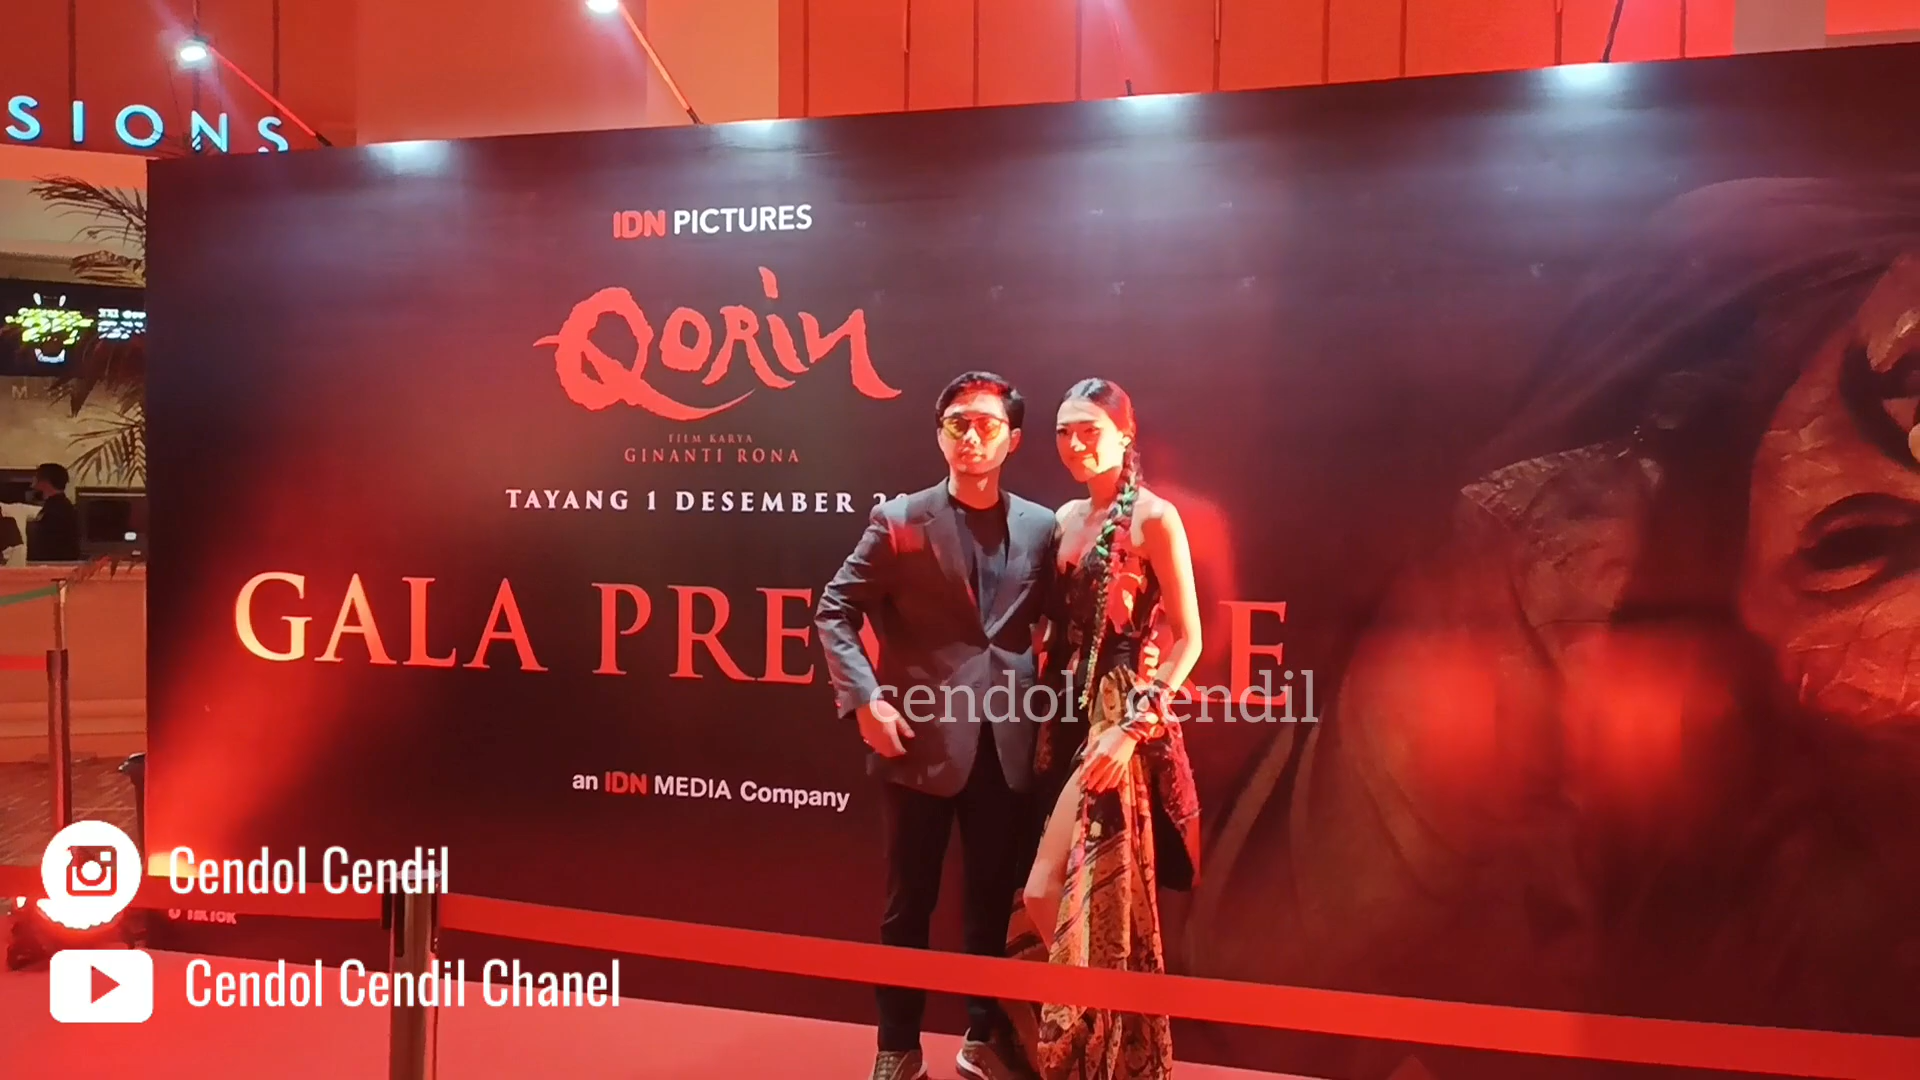 SIONS
IDN PICTURES
QORIN
FILM KARYA
GINANTI RONA
TAYANG 1 DESEMBER
GALA
an IDN MEDIA Company
cendol cendil
Cendol Cendil
TIKTOK
Cendol Cendil Chanel